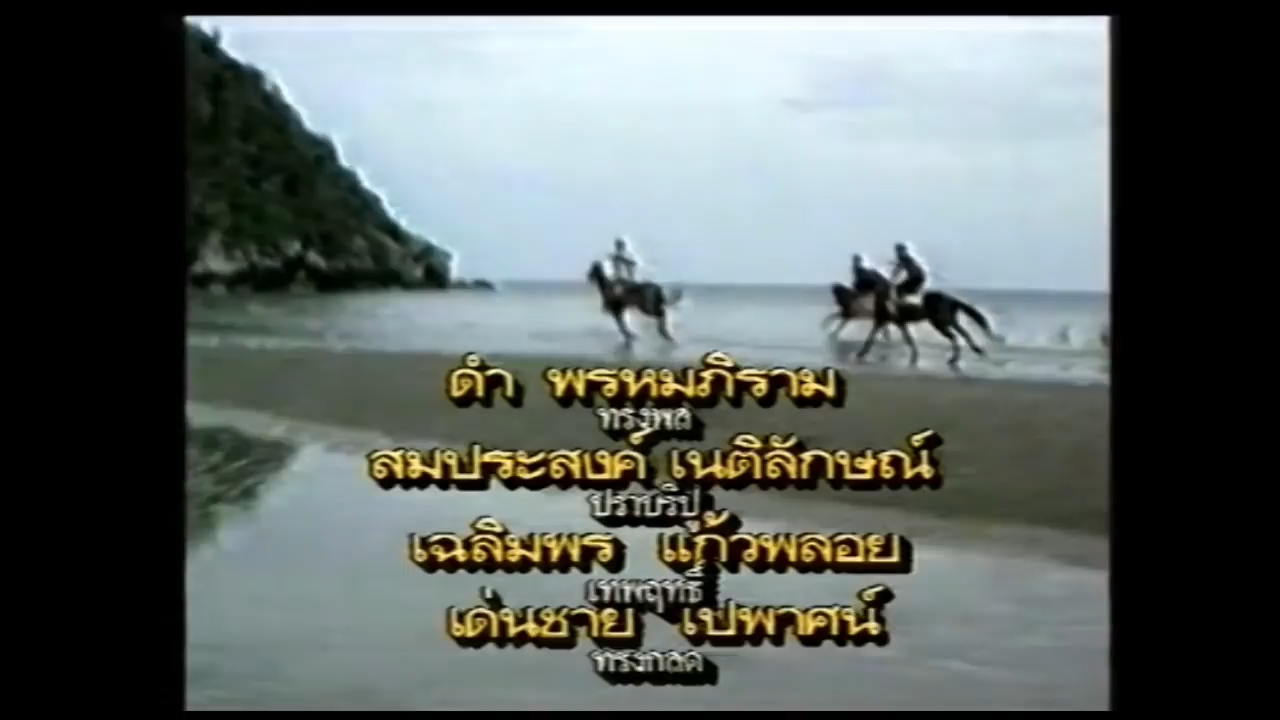 ดำ พรหมภิราม
ทรงพล
สมประสงค์ เนติลักษณ์
ปราบริปู
เฉลิมพร แก้วพลอย
เทพฤทธิ์
เด่นชาย เปพาศน์
ทรงกลด